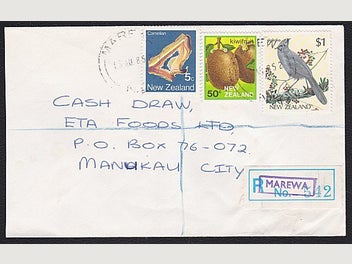 Carnelian
5c
New Zealand
kiwifruit
50c
NEW
ZEALAND
$1
NEW ZEALAND
CASH DRAW,
ETA FOODS LTD,
P.O. BOX 76-072,
MANUKAU CITY
R MAREWA
No. 542